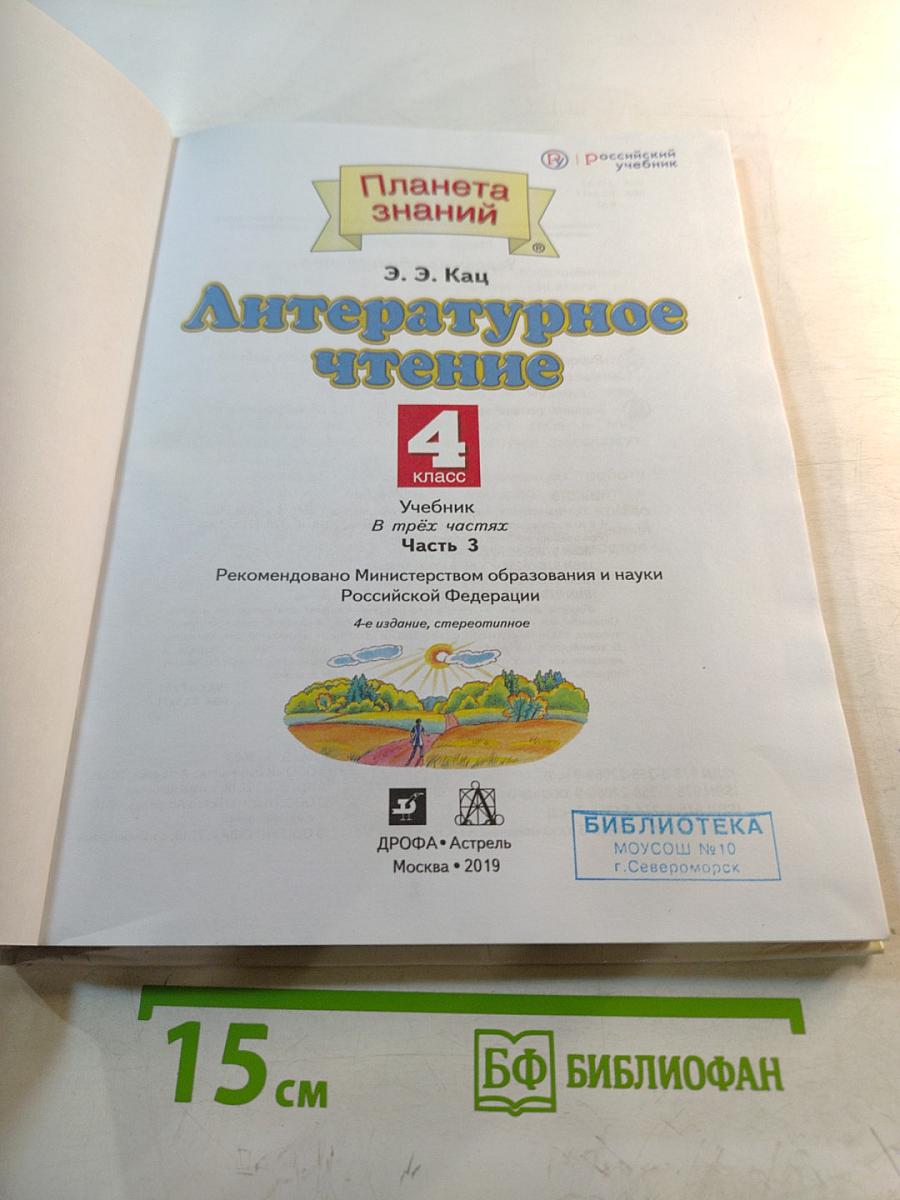 Российский
учебник
Планета
знаний
®
Э. Э. Кац
Литературное
чтение
4
класс
Учебник
В трёх частях
Часть 3
Рекомендовано Министерством образования и науки
Российской Федерации
4-е издание, стереотипное
ДРОФА • Астрель
Москва • 2019
БИБЛИОТЕКА
МОУСОШ №10
г.Североморск
15 см
БФ БИБЛИОФАН